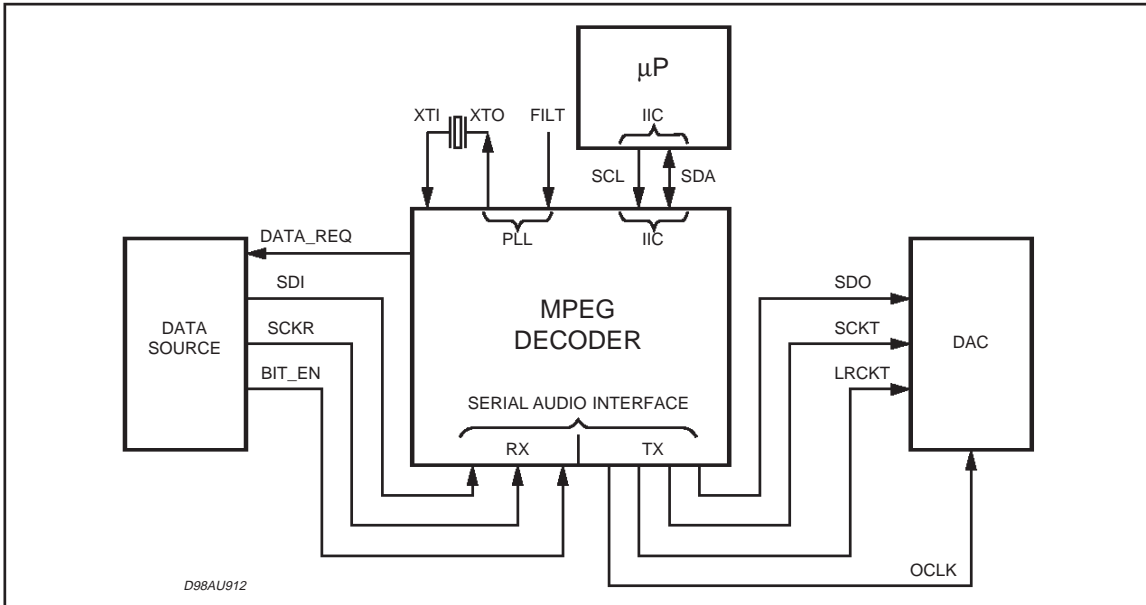 μP
XTI
XTO
FILT
IIC
SCL
SDA
DATA_REQ
PLL
IIC
SDI
SDO
MPEG
DECODER
DATA
SOURCE
SCKR
SCKT
DAC
BIT_EN
LRCKT
SERIAL AUDIO INTERFACE
RX
TX
OCLK
D98AU912